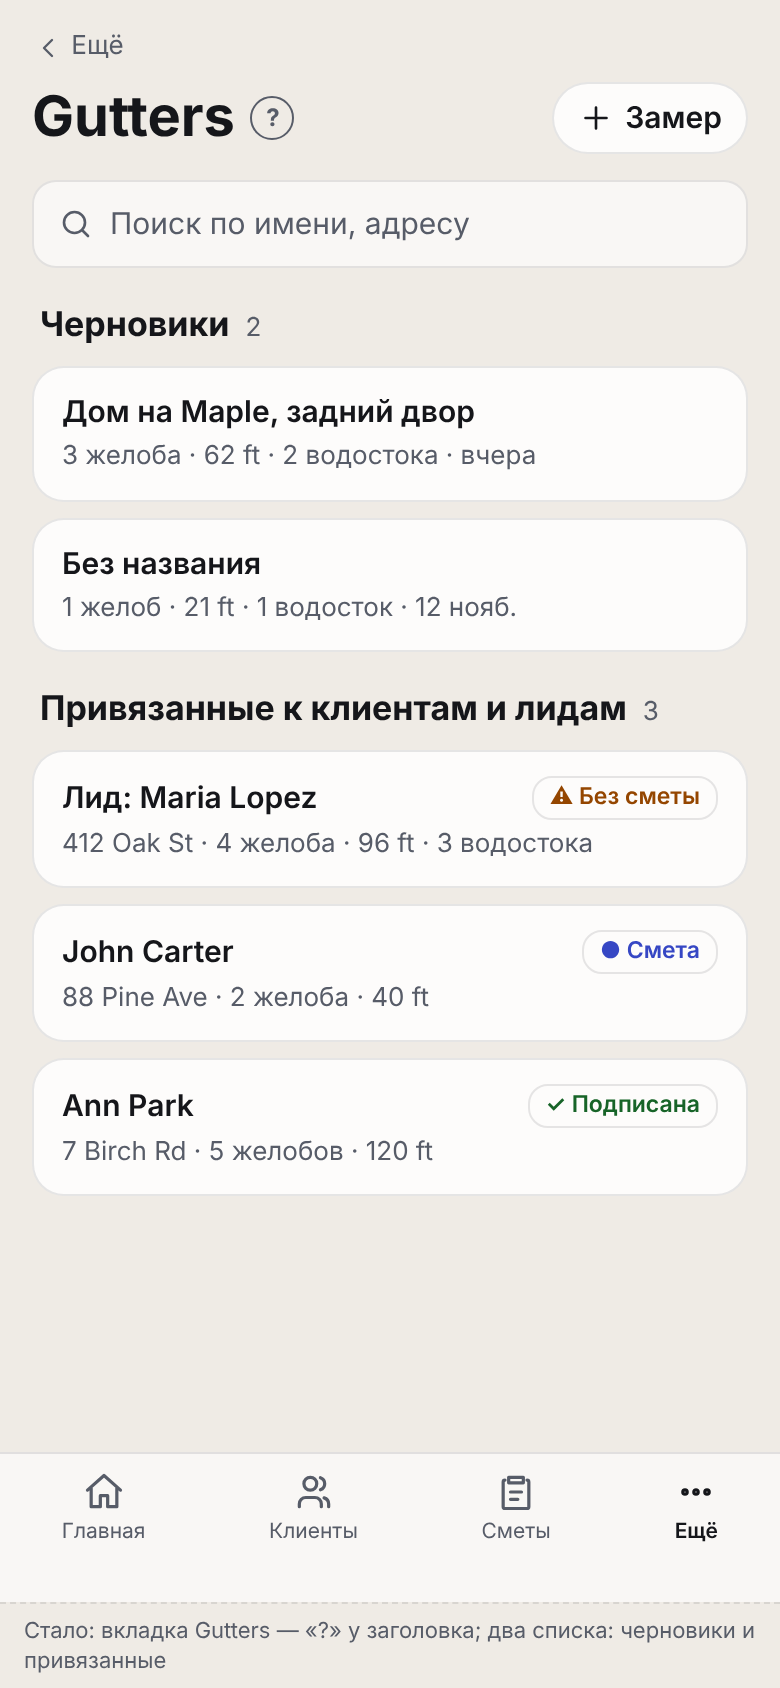 Ещё
Gutters ?
+ Замер
Поиск по имени, адресу
Черновики 2
Дом на Maple, задний двор
3 желоба · 62 ft · 2 водостока · вчера
Без названия
1 желоб · 21 ft · 1 водосток · 12 нояб.
Привязанные к клиентам и лидам 3
Лид: Maria Lopez
Без сметы
412 Oak St · 4 желоба · 96 ft · 3 водостока
John Carter
Смета
88 Pine Ave · 2 желоба · 40 ft
Ann Park
Подписана
7 Birch Rd · 5 желобов · 120 ft
Главная
Клиенты
Сметы
Ещё
Стало: вкладка Gutters — «?» у заголовка; два списка: черновики и
привязанные